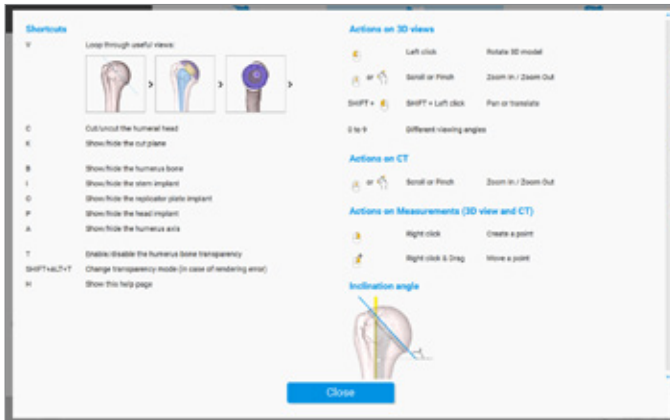 Shortcuts
V Loop through useful views:
C Cut/uncut the humeral head
K Show/hide the cut plane
B Show/hide the humerus bone
I Show/hide the stem implant
O Show/hide the replicator plate implant
P Show/hide the head implant
A Show/hide the humerus axis
T Enable/disable the humerus bone transparency
SHIFT+ALT+T Change transparency mode (in case of rendering error)
H Show this help page
Actions on 3D views
Left click Rotate 3D model
or Scroll or Pinch Zoom In / Zoom Out
SHIFT + SHIFT + Left click Pan or translate
0 to 9 Different viewing angles
Actions on CT
or Scroll or Pinch Zoom In / Zoom Out
Actions on Measurements (3D view and CT)
Right click Create a point
Right click & Drag Move a point
Inclination angle
Close